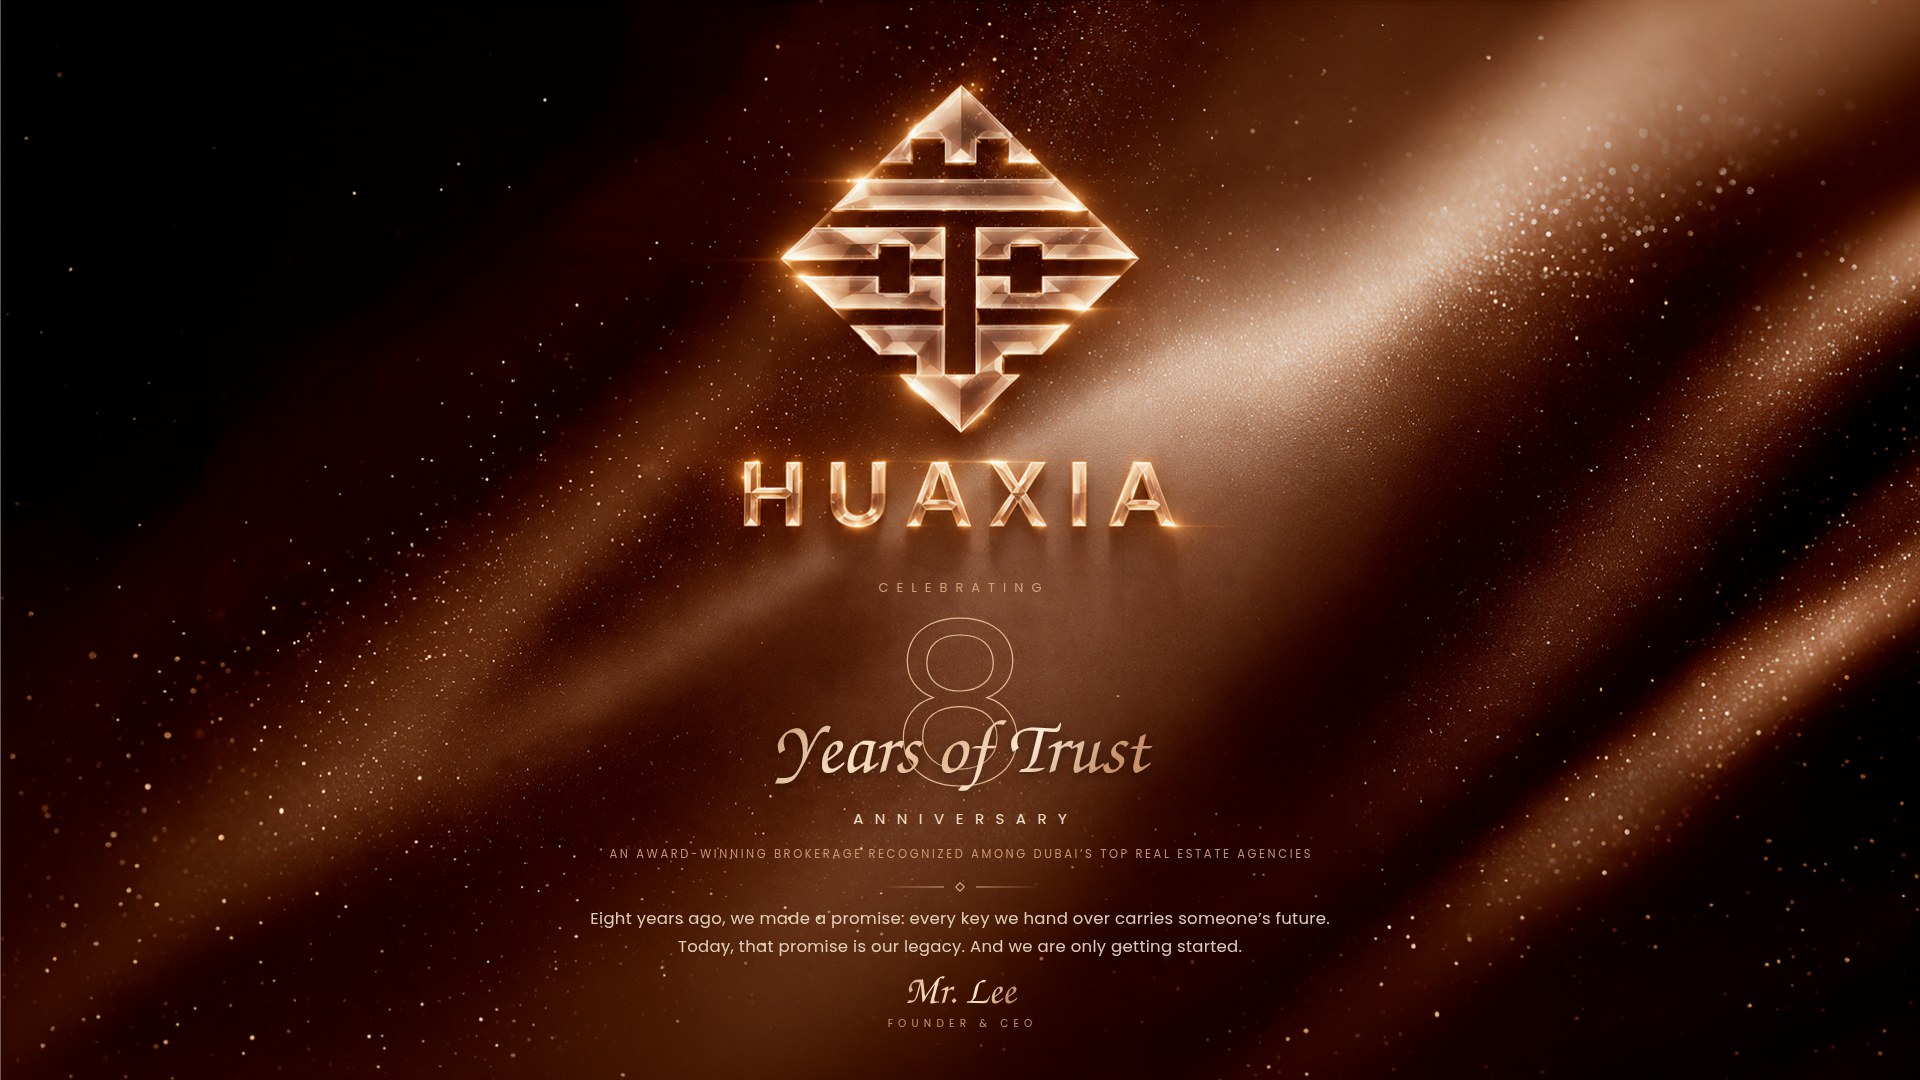 HUAXIA
CELEBRATING
8
Years of Trust
ANNIVERSARY
AN AWARD-WINNING BROKERAGE RECOGNIZED AMONG DUBAI’S TOP REAL ESTATE AGENCIES
Eight years ago, we made a promise: every key we hand over carries someone’s future.
Today, that promise is our legacy. And we are only getting started.
Mr. Lee
FOUNDER & CEO